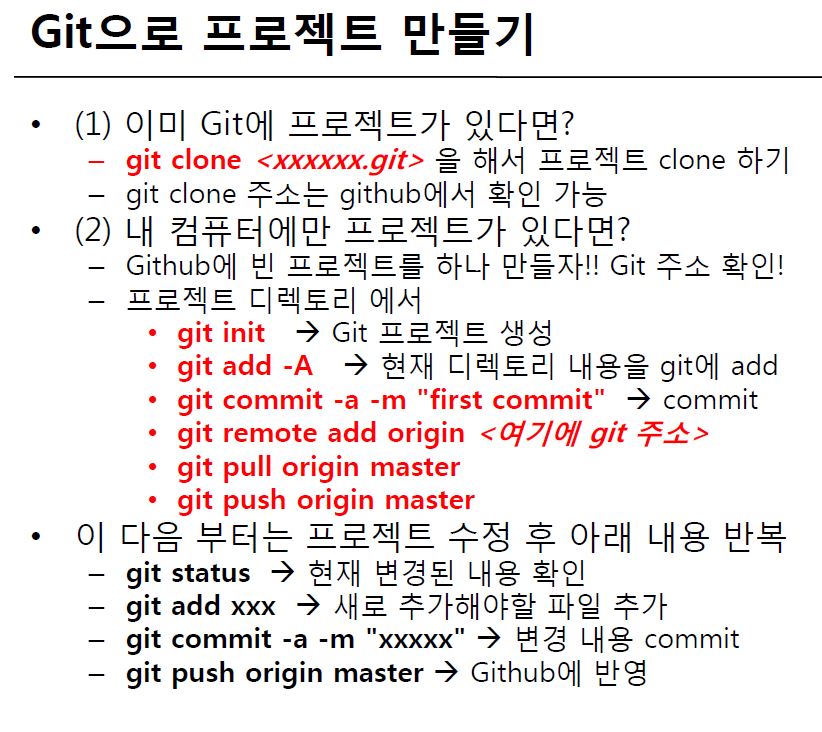 Git으로 프로젝트 만들기
• (1) 이미 Git에 프로젝트가 있다면?
– git clone <xxxxxx.git> 을 해서 프로젝트 clone 하기
– git clone 주소는 github에서 확인 가능
• (2) 내 컴퓨터에만 프로젝트가 있다면?
– Github에 빈 프로젝트를 하나 만들자!! Git 주소 확인!
– 프로젝트 디렉토리 에서
• git init → Git 프로젝트 생성
• git add -A → 현재 디렉토리 내용을 git에 add
• git commit -a -m "first commit" → commit
• git remote add origin <여기에 git 주소>
• git pull origin master
• git push origin master
• 이 다음 부터는 프로젝트 수정 후 아래 내용 반복
– git status → 현재 변경된 내용 확인
– git add xxx → 새로 추가해야할 파일 추가
– git commit -a -m "xxxxx" → 변경 내용 commit
– git push origin master → Github에 반영